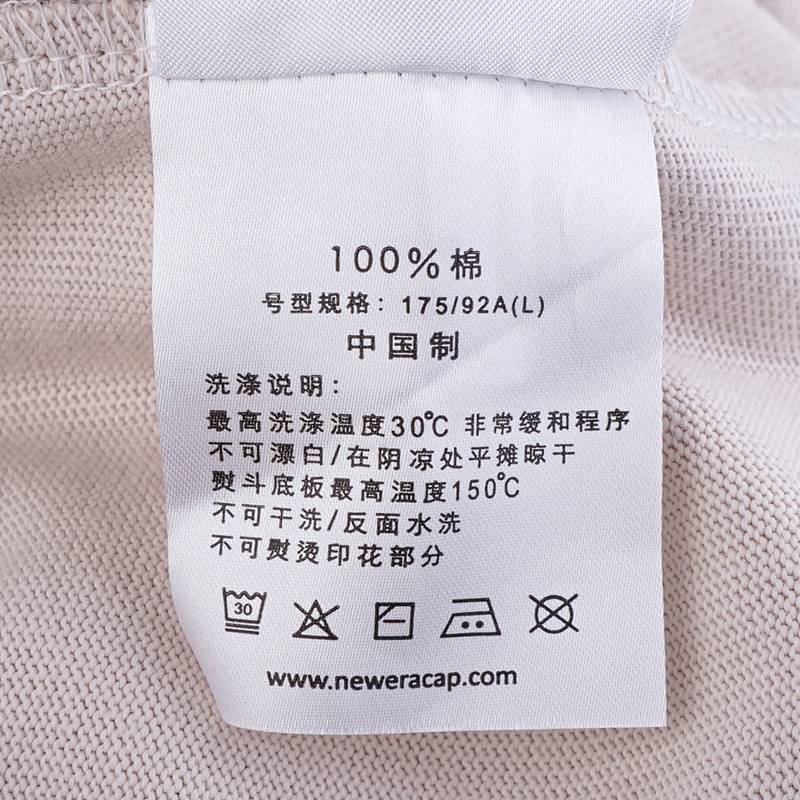 100%棉
号型规格：175/92A(L)
中国制
洗涤说明：
最高洗涤温度30℃ 非常缓和程序
不可漂白/在阴凉处平摊晾干
熨斗底板最高温度150℃
不可干洗/反面水洗
不可熨烫印花部分
30
www.neweracap.com